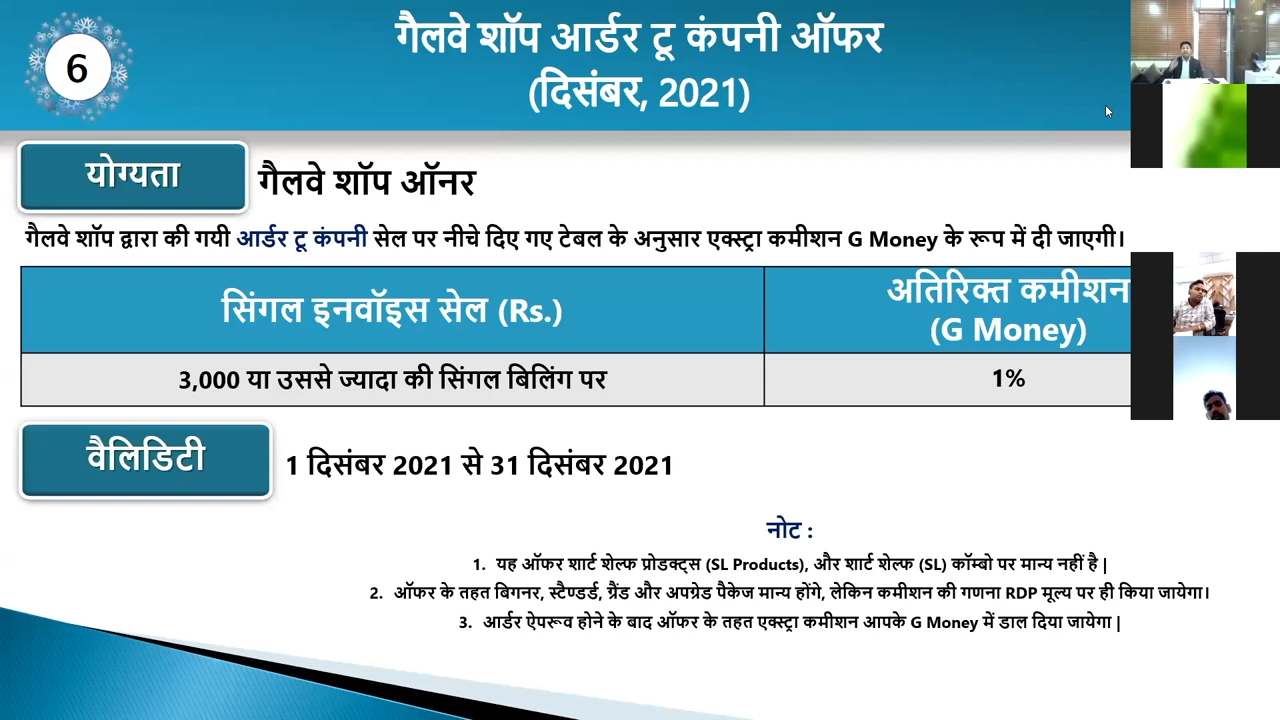 6
गैलवे शॉप आर्डर टू कंपनी ऑफर
(दिसंबर, 2021)
योग्यता
गैलवे शॉप ऑनर
गैलवे शॉप द्वारा की गयी आर्डर टू कंपनी सेल पर नीचे दिए गए टेबल के अनुसार एक्स्ट्रा कमीशन G Money के रूप में दी जाएगी।
सिंगल इनवॉइस सेल (Rs.)
अतिरिक्त कमीशन
(G Money)
3,000 या उससे ज्यादा की सिंगल बिलिंग पर
1%
वैलिडिटी
1 दिसंबर 2021 से 31 दिसंबर 2021
नोट :
1. यह ऑफर शार्ट शेल्फ प्रोडक्ट्स (SL Products), और शार्ट शेल्फ (SL) कॉम्बो पर मान्य नहीं है |
2. ऑफर के तहत बिगनर, स्टैण्डर्ड, ग्रैंड और अपग्रेड पैकेज मान्य होंगे, लेकिन कमीशन की गणना RDP मूल्य पर ही किया जायेगा।
3. आर्डर ऐपरूव होने के बाद ऑफर के तहत एक्स्ट्रा कमीशन आपके G Money में डाल दिया जायेगा |